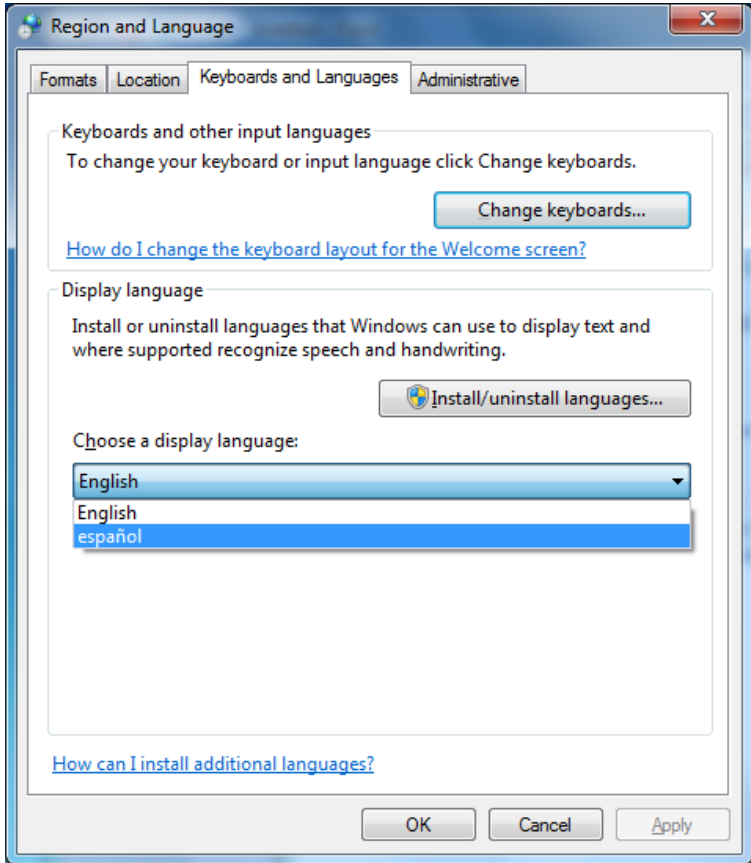 Region and Language
Formats
Location
Keyboards and Languages
Administrative
Keyboards and other input languages
To change your keyboard or input language click Change keyboards.
Change keyboards...
How do I change the keyboard layout for the Welcome screen?
Display language
Install or uninstall languages that Windows can use to display text and
where supported recognize speech and handwriting.
Install/uninstall languages...
Choose a display language:
English
English
español
How can I install additional languages?
OK
Cancel
Apply